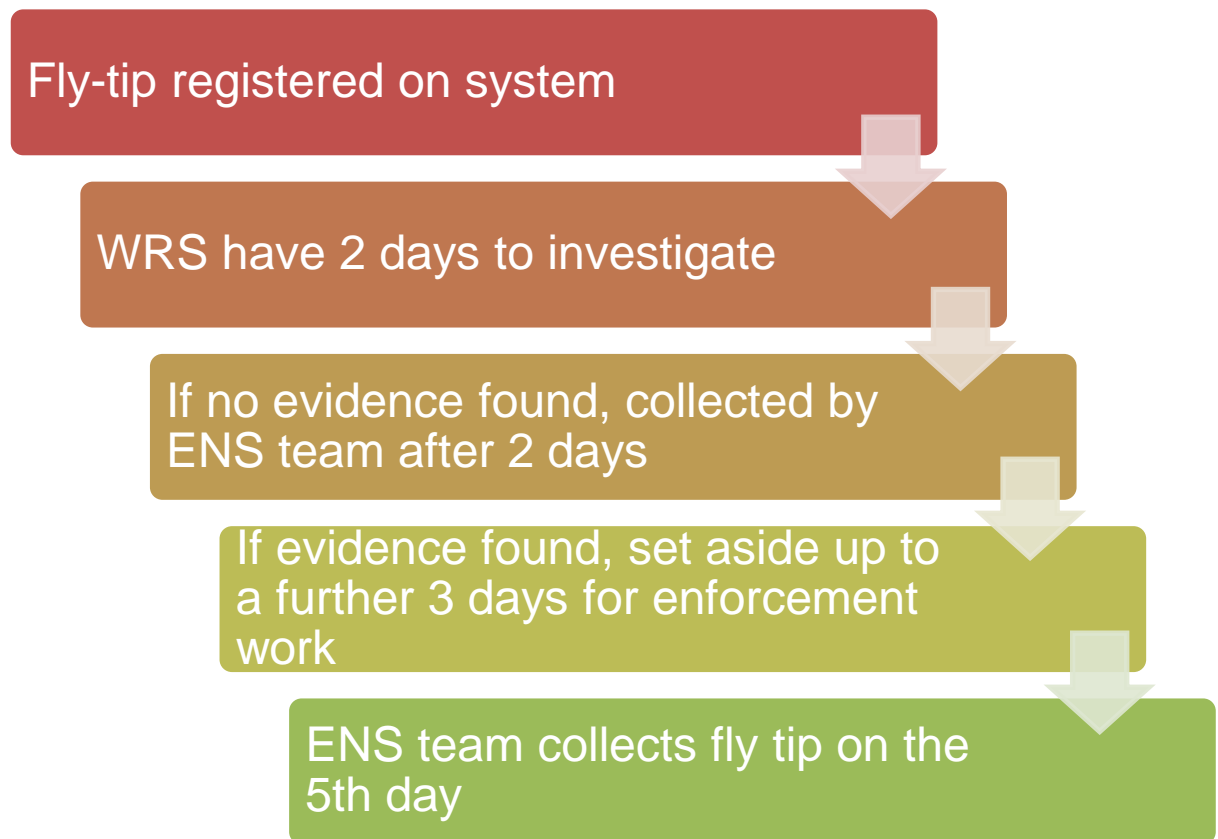 Fly-tip registered on system
WRS have 2 days to investigate
If no evidence found, collected by
ENS team after 2 days
If evidence found, set aside up to
a further 3 days for enforcement
work
ENS team collects fly tip on the
5th day